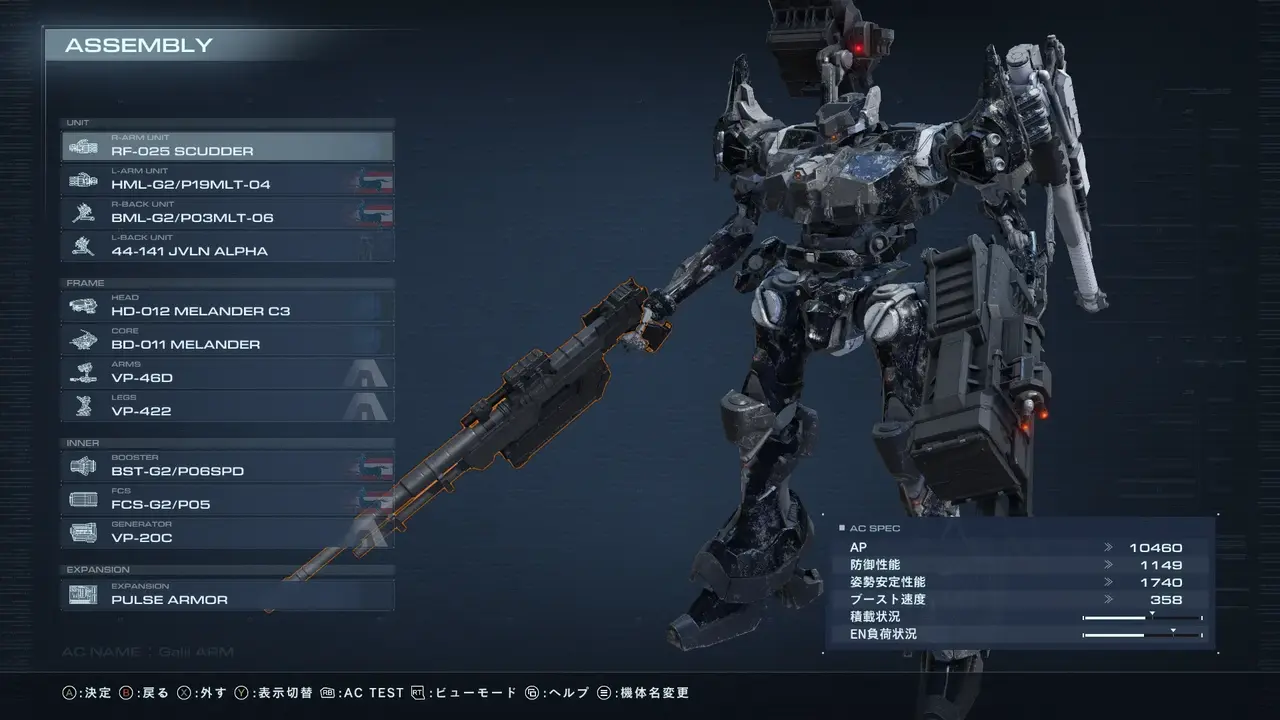 ASSEMBLY
UNIT
R-ARM UNIT
RF-025 SCUDDER
L-ARM UNIT
HML-G2/P19MLT-04
R-BACK UNIT
BML-G2/P03MLT-06
L-BACK UNIT
44-141 JVLN ALPHA
FRAME
HEAD
HD-012 MELANDER C3
CORE
BD-011 MELANDER
ARMS
VP-46D
LEGS
VP-422
INNER
BOOSTER
BST-G2/P06SPD
FCS
FCS-G2/P05
GENERATOR
VP-20C
EXPANSION
EXPANSION
PULSE ARMOR
AC SPEC
AP 10460
防御性能 1149
姿勢安定性能 1740
ブースト速度 358
積載状況
EN負荷状況
AC NAME : Galil ARM
Ⓐ:決定 Ⓑ:戻る Ⓧ:外す Ⓨ:表示切替 RB:AC TEST RT:ビューモード :ヘルプ :機体名変更